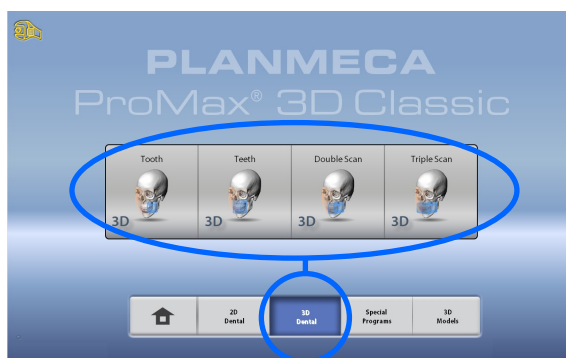 PLANMECA
ProMax® 3D Classic
Tooth Teeth Double Scan Triple Scan
3D 3D 3D 3D
2D Dental
3D Dental
Special Programs
3D Models